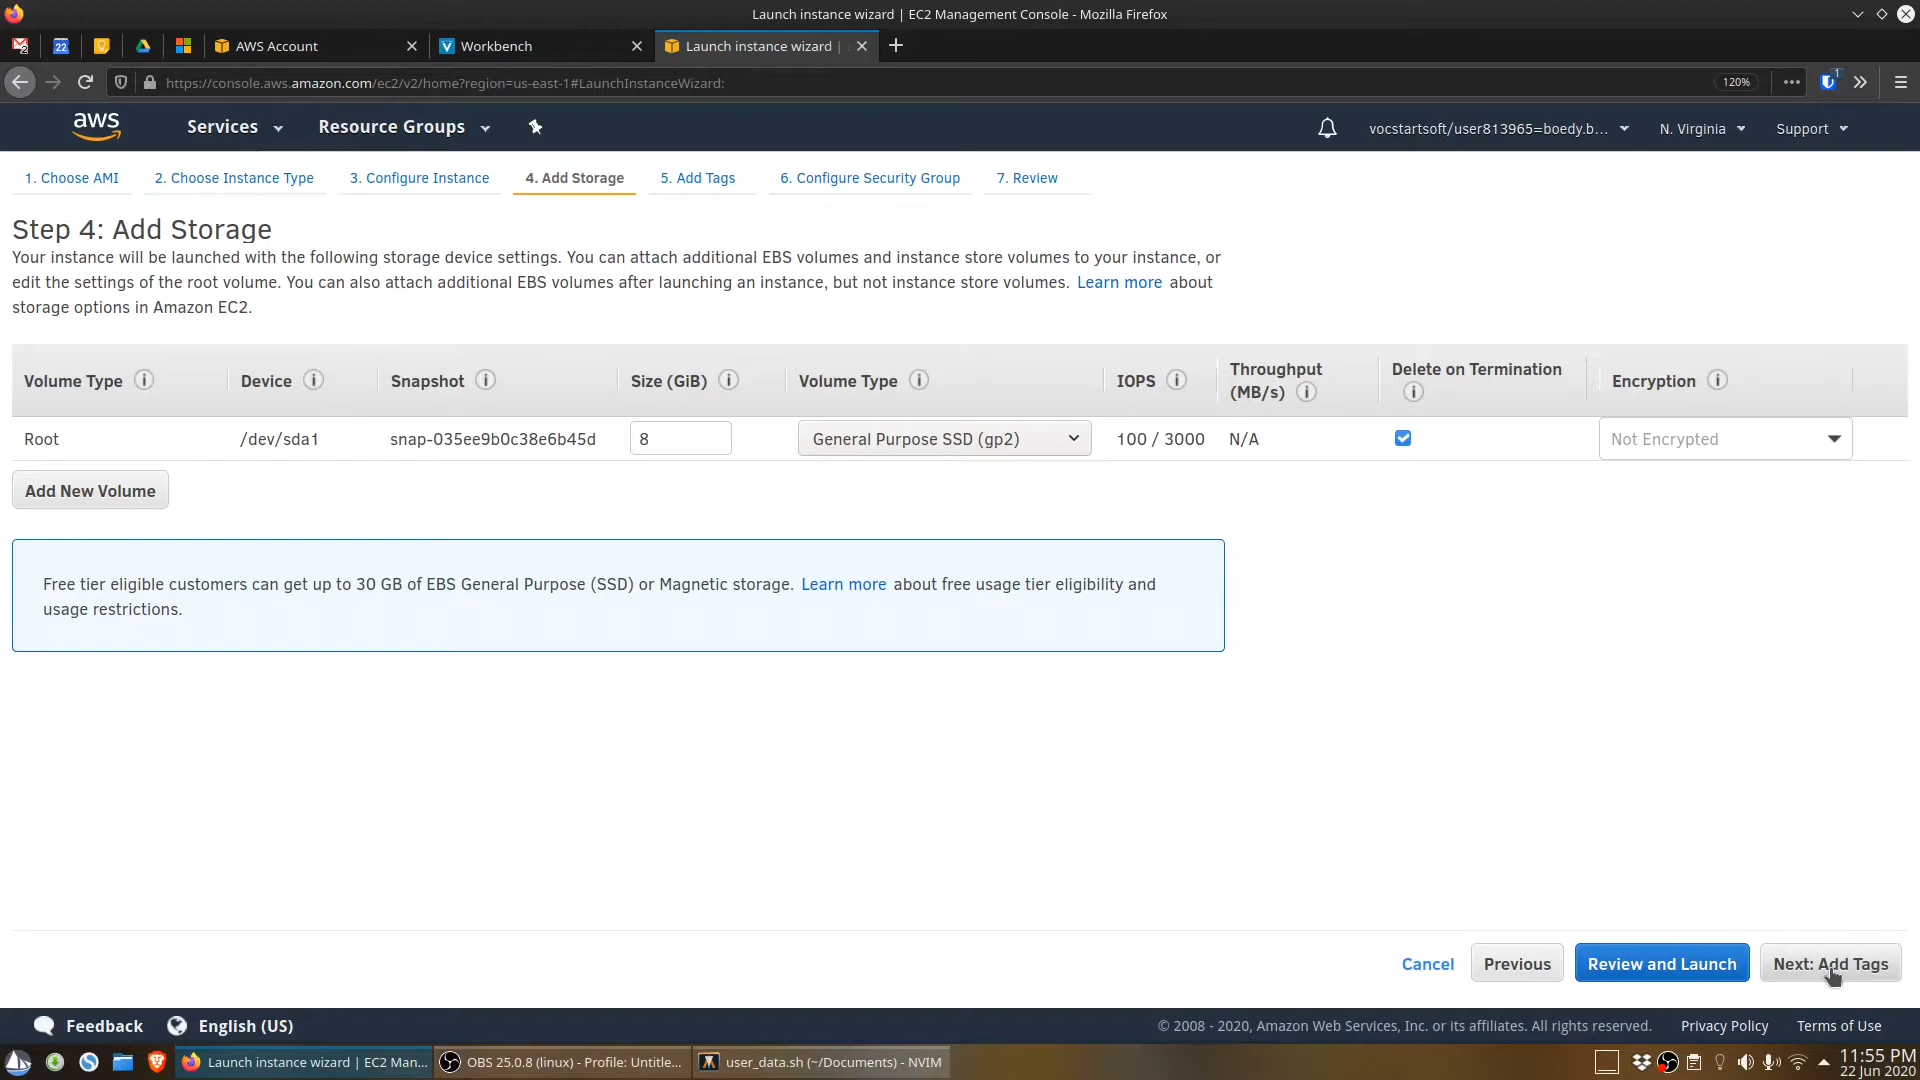 Launch instance wizard | EC2 Management Console - Mozilla Firefox
2
22
AWS Account
V Workbench
Launch instance wizard |
https://console.aws.amazon.com/ec2/v2/home?region=us-east-1#LaunchInstanceWizard:
120%
1
aws
Services
Resource Groups
vocstartsoft/user813965=boedy.b...
N. Virginia
Support
1. Choose AMI
2. Choose Instance Type
3. Configure Instance
4. Add Storage
5. Add Tags
6. Configure Security Group
7. Review
Step 4: Add Storage
Your instance will be launched with the following storage device settings. You can attach additional EBS volumes and instance store volumes to your instance, or
edit the settings of the root volume. You can also attach additional EBS volumes after launching an instance, but not instance store volumes. Learn more about
storage options in Amazon EC2.
Volume Type i
Device i
Snapshot i
Size (GiB) i
Volume Type i
IOPS i
Throughput
(MB/s) i
Delete on Termination
i
Encryption i
Root
/dev/sda1
snap-035ee9b0c38e6b45d
8
General Purpose SSD (gp2)
100 / 3000
N/A
Not Encrypted
Add New Volume
Free tier eligible customers can get up to 30 GB of EBS General Purpose (SSD) or Magnetic storage. Learn more about free usage tier eligibility and
usage restrictions.
Cancel
Previous
Review and Launch
Next: Add Tags
Feedback
English (US)
© 2008 - 2020, Amazon Web Services, Inc. or its affiliates. All rights reserved.
Privacy Policy
Terms of Use
Launch instance wizard | EC2 Man...
OBS 25.0.8 (linux) - Profile: Untitle...
user_data.sh (~/Documents) - NVIM
11:55 PM
22 Jun 2020